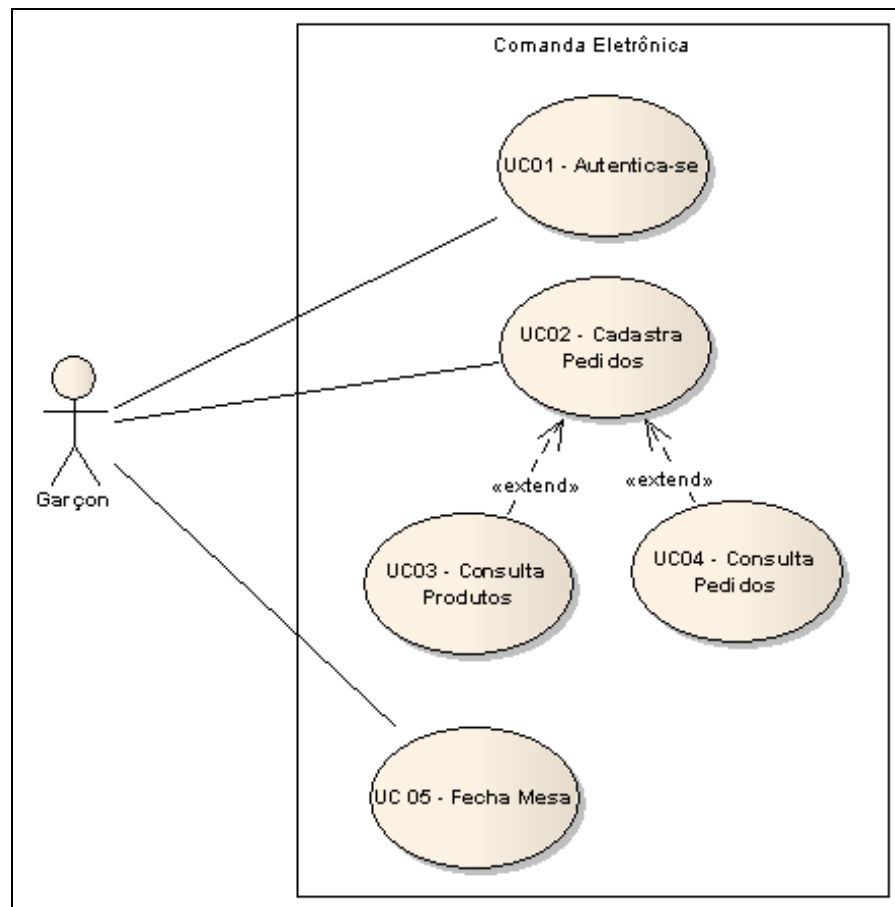 Comanda Eletrônica
UC01 - Autentica-se
UC02 - Cadastra
Pedidos
Garçon
«extend»
«extend»
UC03 - Consulta
Produtos
UC04 - Consulta
Pedidos
UC 05 - Fecha Mesa